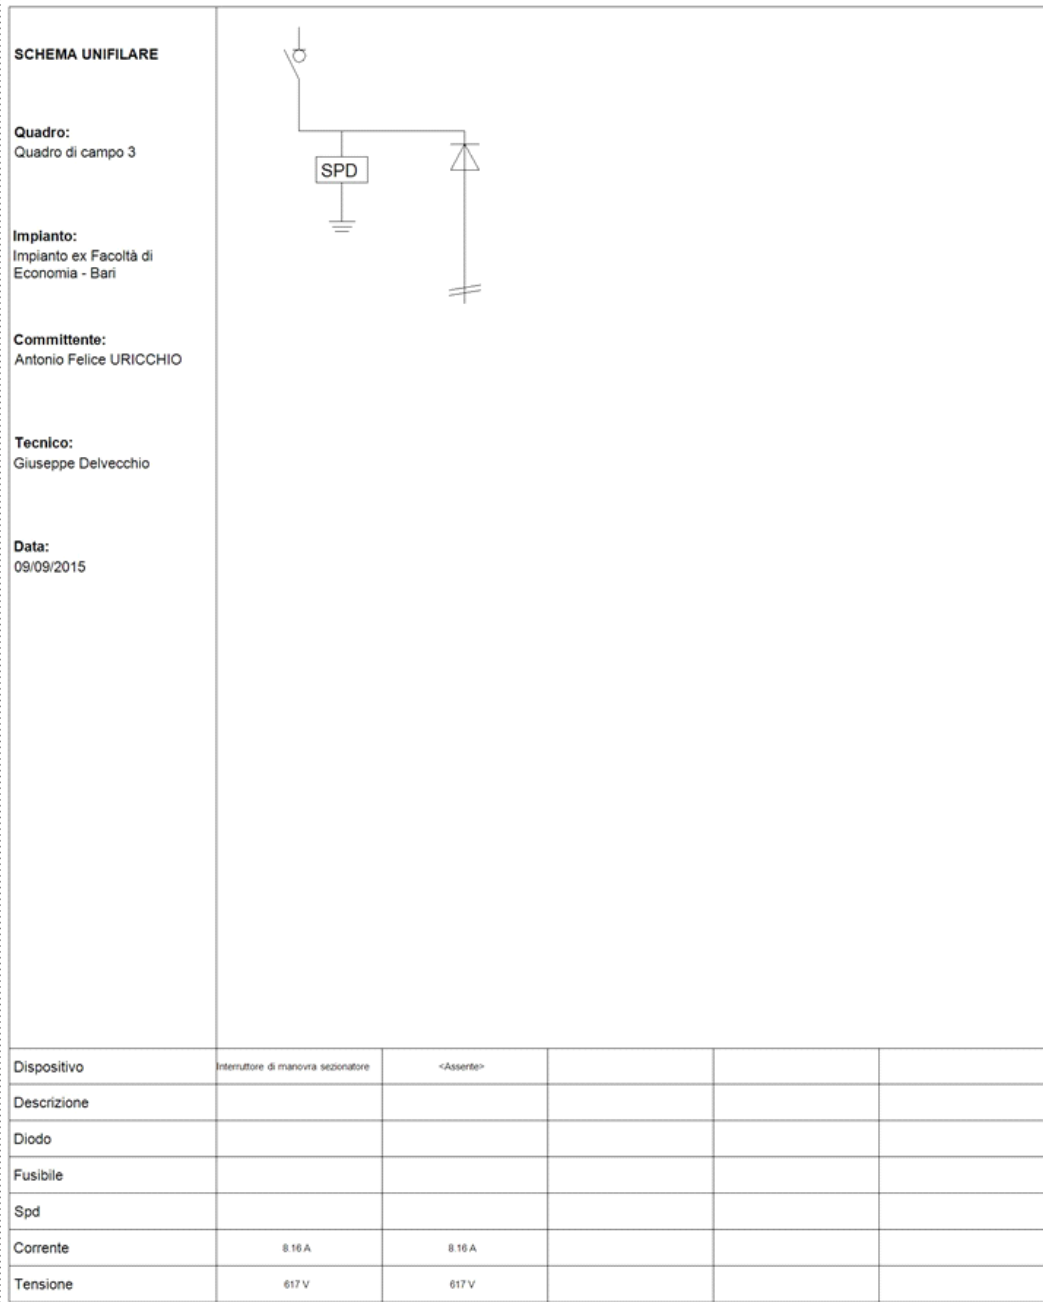 SCHEMA UNIFILARE
Quadro:
Quadro di campo 3
Impianto:
Impianto ex Facoltà di
Economia - Bari
Committente:
Antonio Felice URICCHIO
Tecnico:
Giuseppe Delvecchio
Data:
09/09/2015
SPD
Dispositivo Interruttore di manovra sezionatore <Assente>
Descrizione
Diodo
Fusibile
Spd
Corrente 8.16 A 8.16 A
Tensione 617 V 617 V